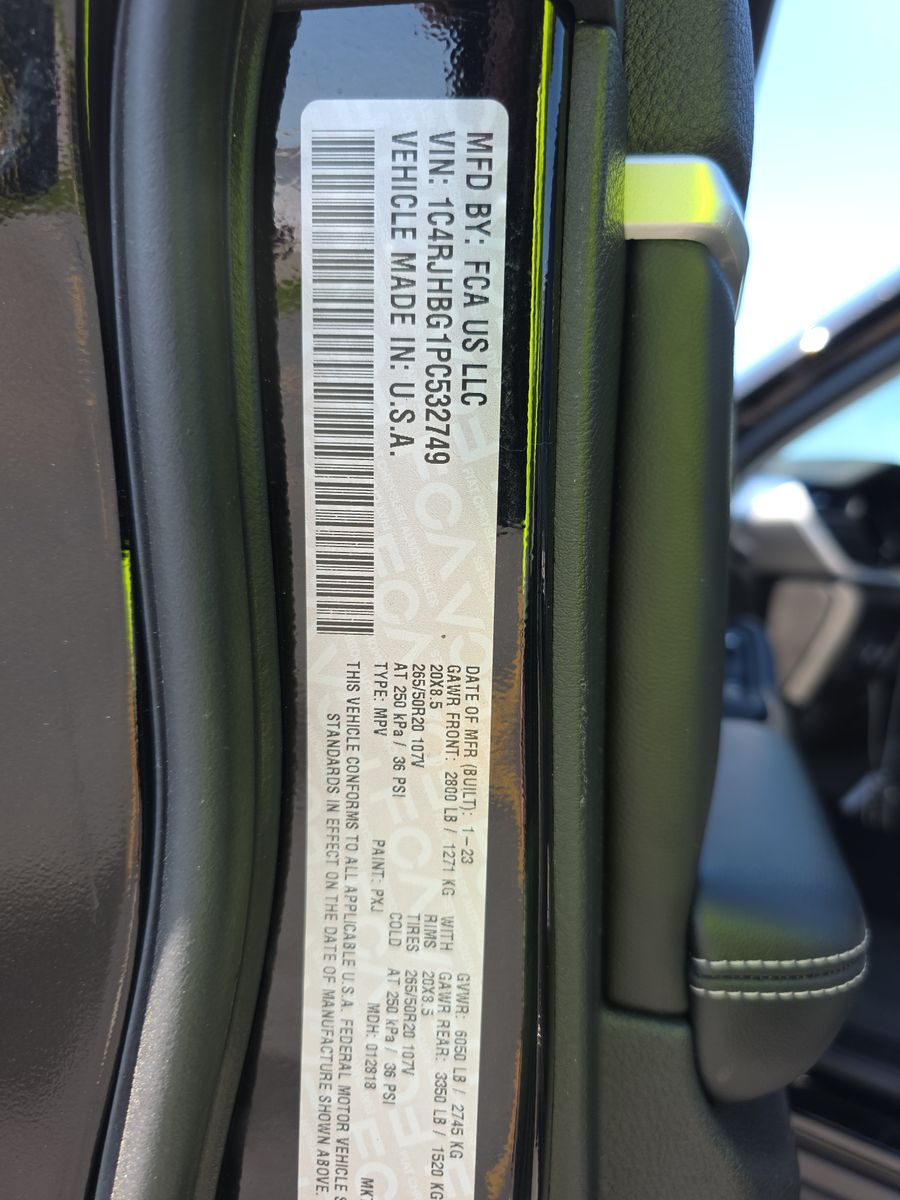 MFD BY: FCA US LLC
VIN: 1C4RJHBG1PC532749
VEHICLE MADE IN: U.S.A.
DATE OF MFR (BUILT): 1-23 GVWR: 6050 LB / 2745 KG
GAWR FRONT: 2800 LB / 1271 KG WITH GAWR REAR: 3350 LB / 1520 KG
20X8.5 RIMS 20X8.5
265/50R20 107V TIRES 265/50R20 107V
AT 250 kPa / 36 PSI COLD AT 250 kPa / 36 PSI
TYPE: MPV PAINT: PXJ MDH: 012818
THIS VEHICLE CONFORMS TO ALL APPLICABLE U.S.A. FEDERAL MOTOR VEHICLE
STANDARDS IN EFFECT ON THE DATE OF MANUFACTURE SHOWN ABOVE.